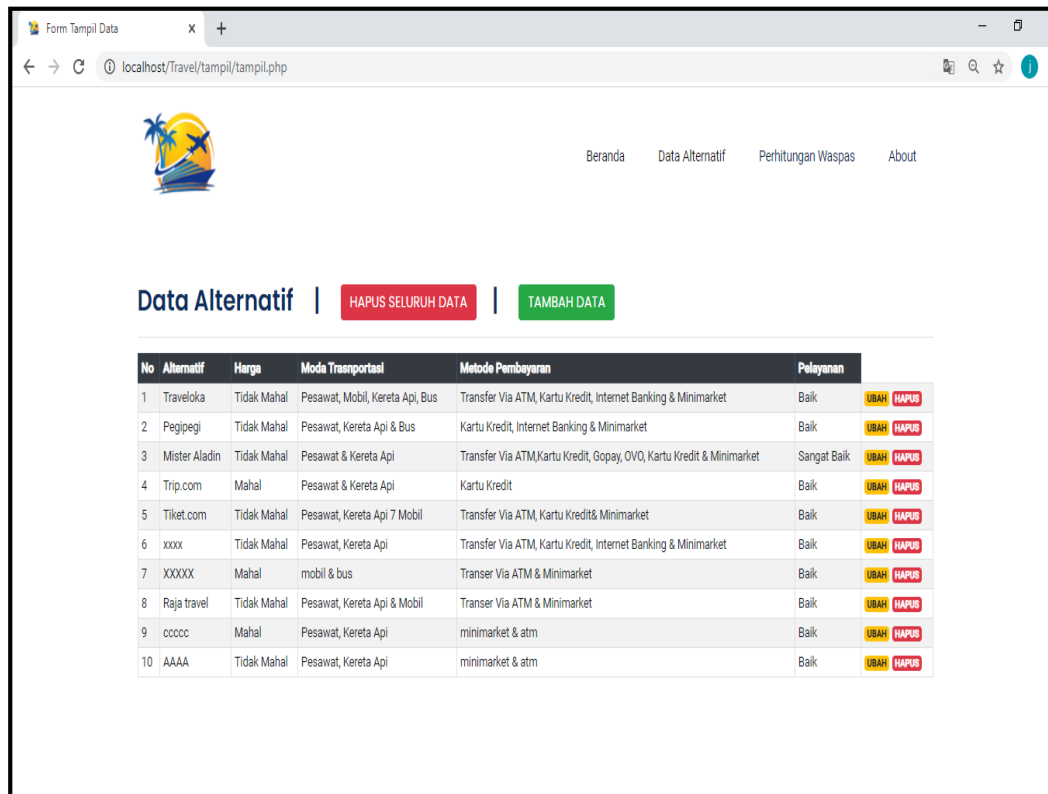 Form Tampil Data
localhost/Travel/tampil/tampil.php
j
Beranda Data Alternatif Perhitungan Waspas About
Data Alternatif | HAPUS SELURUH DATA | TAMBAH DATA
No Alternatif Harga Moda Trasnportasi Metode Pembayaran Pelayanan
1 Traveloka Tidak Mahal Pesawat, Mobil, Kereta Api, Bus Transfer Via ATM, Kartu Kredit, Internet Banking & Minimarket Baik UBAH HAPUS
2 Pegipegi Tidak Mahal Pesawat, Kereta Api & Bus Kartu Kredit, Internet Banking & Minimarket Baik UBAH HAPUS
3 Mister Aladin Tidak Mahal Pesawat & Kereta Api Transfer Via ATM,Kartu Kredit, Gopay, OVO, Kartu Kredit & Minimarket Sangat Baik UBAH HAPUS
4 Trip.com Mahal Pesawat & Kereta Api Kartu Kredit Baik UBAH HAPUS
5 Tiket.com Tidak Mahal Pesawat, Kereta Api 7 Mobil Transfer Via ATM, Kartu Kredit& Minimarket Baik UBAH HAPUS
6 xxxx Tidak Mahal Pesawat, Kereta Api Transfer Via ATM, Kartu Kredit, Internet Banking & Minimarket Baik UBAH HAPUS
7 XXXXX Mahal mobil & bus Transer Via ATM & Minimarket Baik UBAH HAPUS
8 Raja travel Tidak Mahal Pesawat, Kereta Api & Mobil Transer Via ATM & Minimarket Baik UBAH HAPUS
9 ccccc Mahal Pesawat, Kereta Api minimarket & atm Baik UBAH HAPUS
10 AAAA Tidak Mahal Pesawat, Kereta Api minimarket & atm Baik UBAH HAPUS